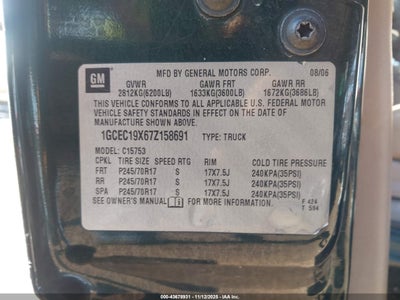 GM
MFD BY GENERAL MOTORS CORP. 08/06
GVWR GAWR FRT GAWR RR
2812KG(6200LB) 1633KG(3600LB) 1672KG(3686LB)
THIS VEHICLE CONFORMS TO ALL APPLICABLE U.S. FEDERAL MOTOR
VEHICLE SAFETY STANDARDS IN EFFECT ON THE DATE OF
MANUFACTURE SHOWN ABOVE.
1GCEC19X67Z158691 TYPE: TRUCK
MODEL: C15753
CPKL TIRE SIZE SPEED RTG RIM COLD TIRE PRESSURE
FRT P245/70R17 S 17X7.5J 240KPA(35PSI)
RR P245/70R17 S 17X7.5J 240KPA(35PSI)
SPA P245/70R17 S 17X7.5J 240KPA(35PSI)
SEE OWNER'S MANUAL FOR MORE INFORMATION. F 424
T 504
000-43679931 - 11/12/2025 - IAA Inc.